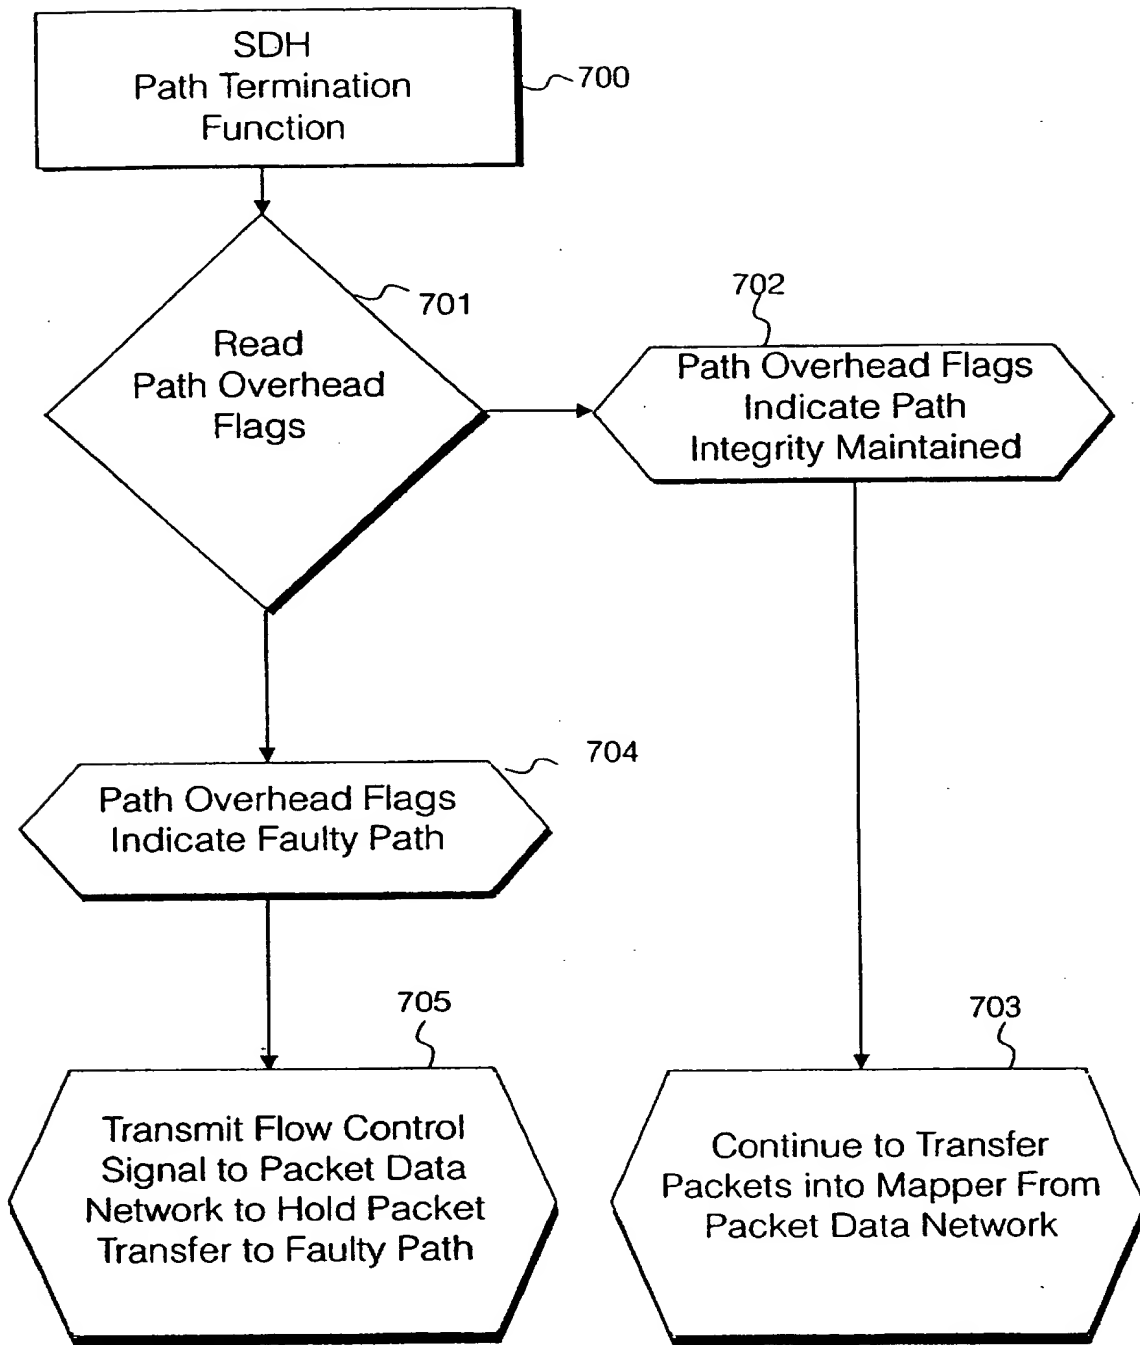 SDH
Path Termination
Function
700
701
Read
Path Overhead
Flags
702
Path Overhead Flags
Indicate Path
Integrity Maintained
704
Path Overhead Flags
Indicate Faulty Path
705
Transmit Flow Control
Signal to Packet Data
Network to Hold Packet
Transfer to Faulty Path
703
Continue to Transfer
Packets into Mapper From
Packet Data Network